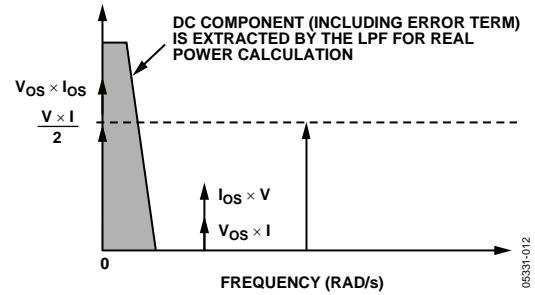 DC COMPONENT (INCLUDING ERROR TERM)
IS EXTRACTED BY THE LPF FOR REAL
POWER CALCULATION
VOS × IOS
V × I
2
IOS × V
VOS × I
0
FREQUENCY (RAD/s)
05331-012